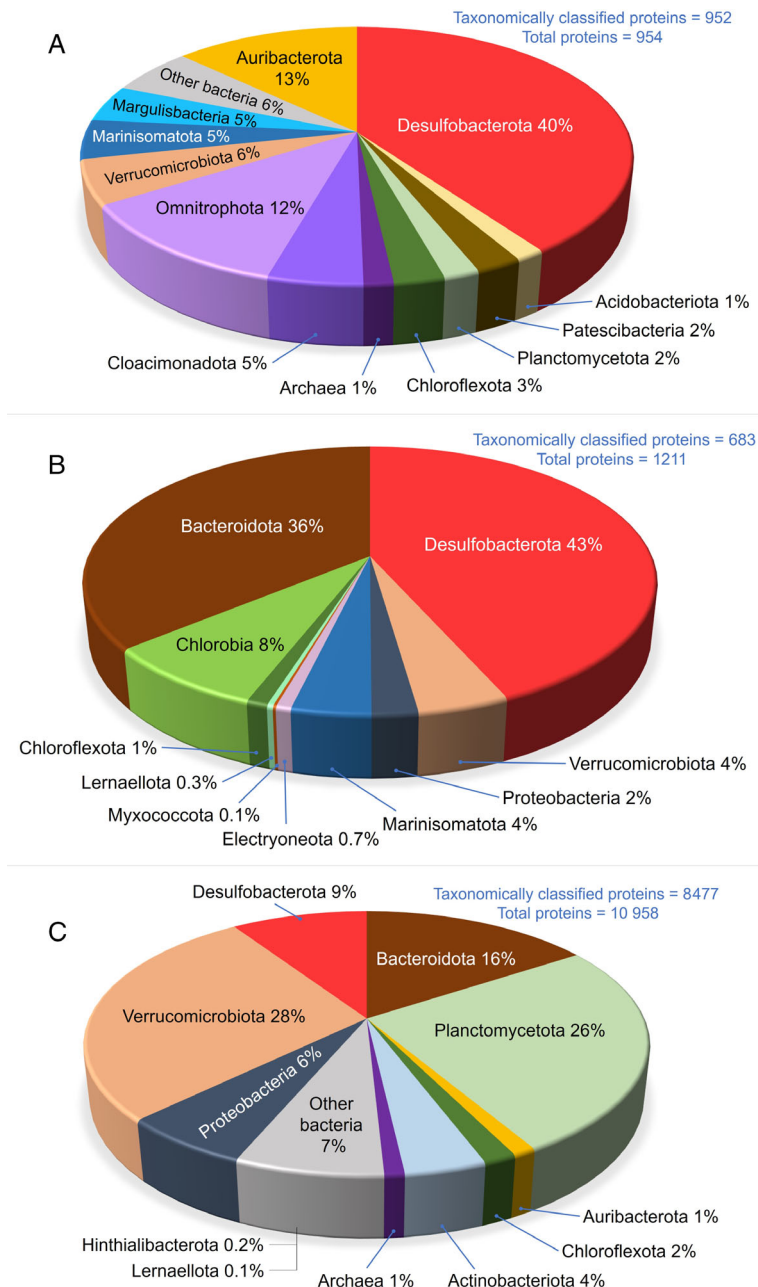 A
Taxonomically classified proteins = 952
Total proteins = 954
Auribacterota
13%
Other bacteria 6%
Margulisbacteria 5%
Marinisomatota 5%
Verrucomicrobiota 6%
Omnitrophota 12%
Desulfobacterota 40%
Acidobacteriota 1%
Patescibacteria 2%
Planctomycetota 2%
Cloacimonadota 5%
Archaea 1%
Chloroflexota 3%
B
Taxonomically classified proteins = 683
Total proteins = 1211
Bacteroidota 36%
Desulfobacterota 43%
Chlorobia 8%
Chloroflexota 1%
Verrucomicrobiota 4%
Lernaellota 0.3%
Proteobacteria 2%
Myxococcota 0.1%
Marinisomatota 4%
Electryoneota 0.7%
C
Desulfobacterota 9%
Taxonomically classified proteins = 8477
Total proteins = 10 958
Bacteroidota 16%
Verrucomicrobiota 28%
Planctomycetota 26%
Proteobacteria 6%
Other
bacteria
7%
Auribacterota 1%
Hinthialibacterota 0.2%
Chloroflexota 2%
Lernaellota 0.1%
Archaea 1%
Actinobacteriota 4%